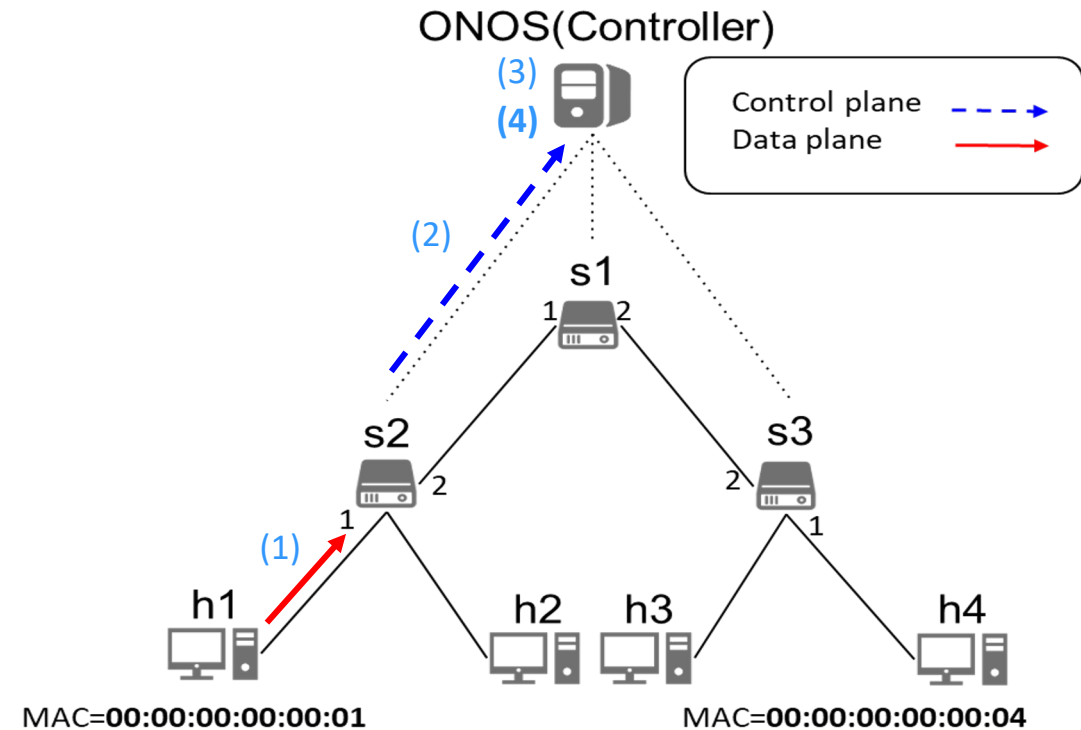 ONOS(Controller)
(3)
(4)
Control plane
Data plane
(2)
s1
1
2
s2
s3
2
2
1
1
(1)
h1
h2
h3
h4
MAC=00:00:00:00:00:01
MAC=00:00:00:00:00:04